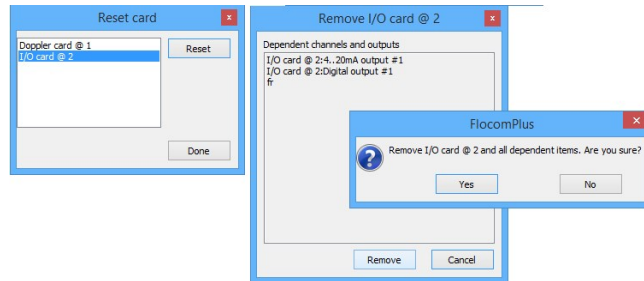 Reset card
x
Doppler card @ 1
I/O card @ 2
Reset
Done
Remove I/O card @ 2
x
Dependent channels and outputs
I/O card @ 2:4..20mA output #1
I/O card @ 2:Digital output #1
fr
Remove
Cancel
FlocomPlus
x
?
Remove I/O card @ 2 and all dependent items. Are you sure?
Yes
No